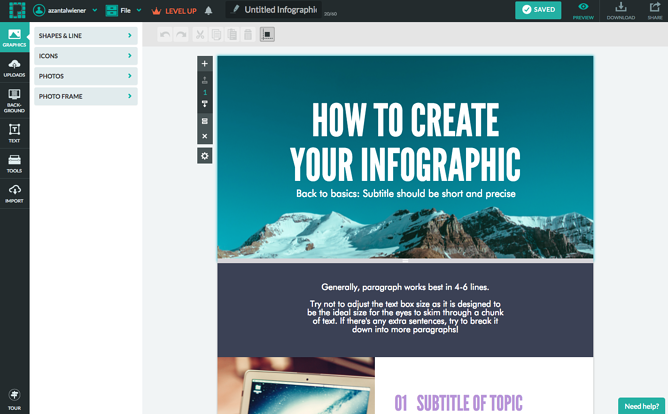 azantalwiener
File
LEVEL UP
Untitled Infographic
20/40
SAVED
PREVIEW
DOWNLOAD
SHARE
GRAPHICS
UPLOADS
BACK-
GROUND
TEXT
TOOLS
IMPORT
TOUR
SHAPES & LINE
ICONS
PHOTOS
PHOTO FRAME
1
HOW TO CREATE
YOUR INFOGRAPHIC
Back to basics: Subtitle should be short and precise
Generally, paragraph works best in 4-6 lines.
Try not to adjust the text box size as it is designed to
be the ideal size for the eyes to skim through a chunk
of text. If there's any extra sentences, try to break it
down into more paragraphs!
01 SUBTITLE OF TOPIC
Need help?